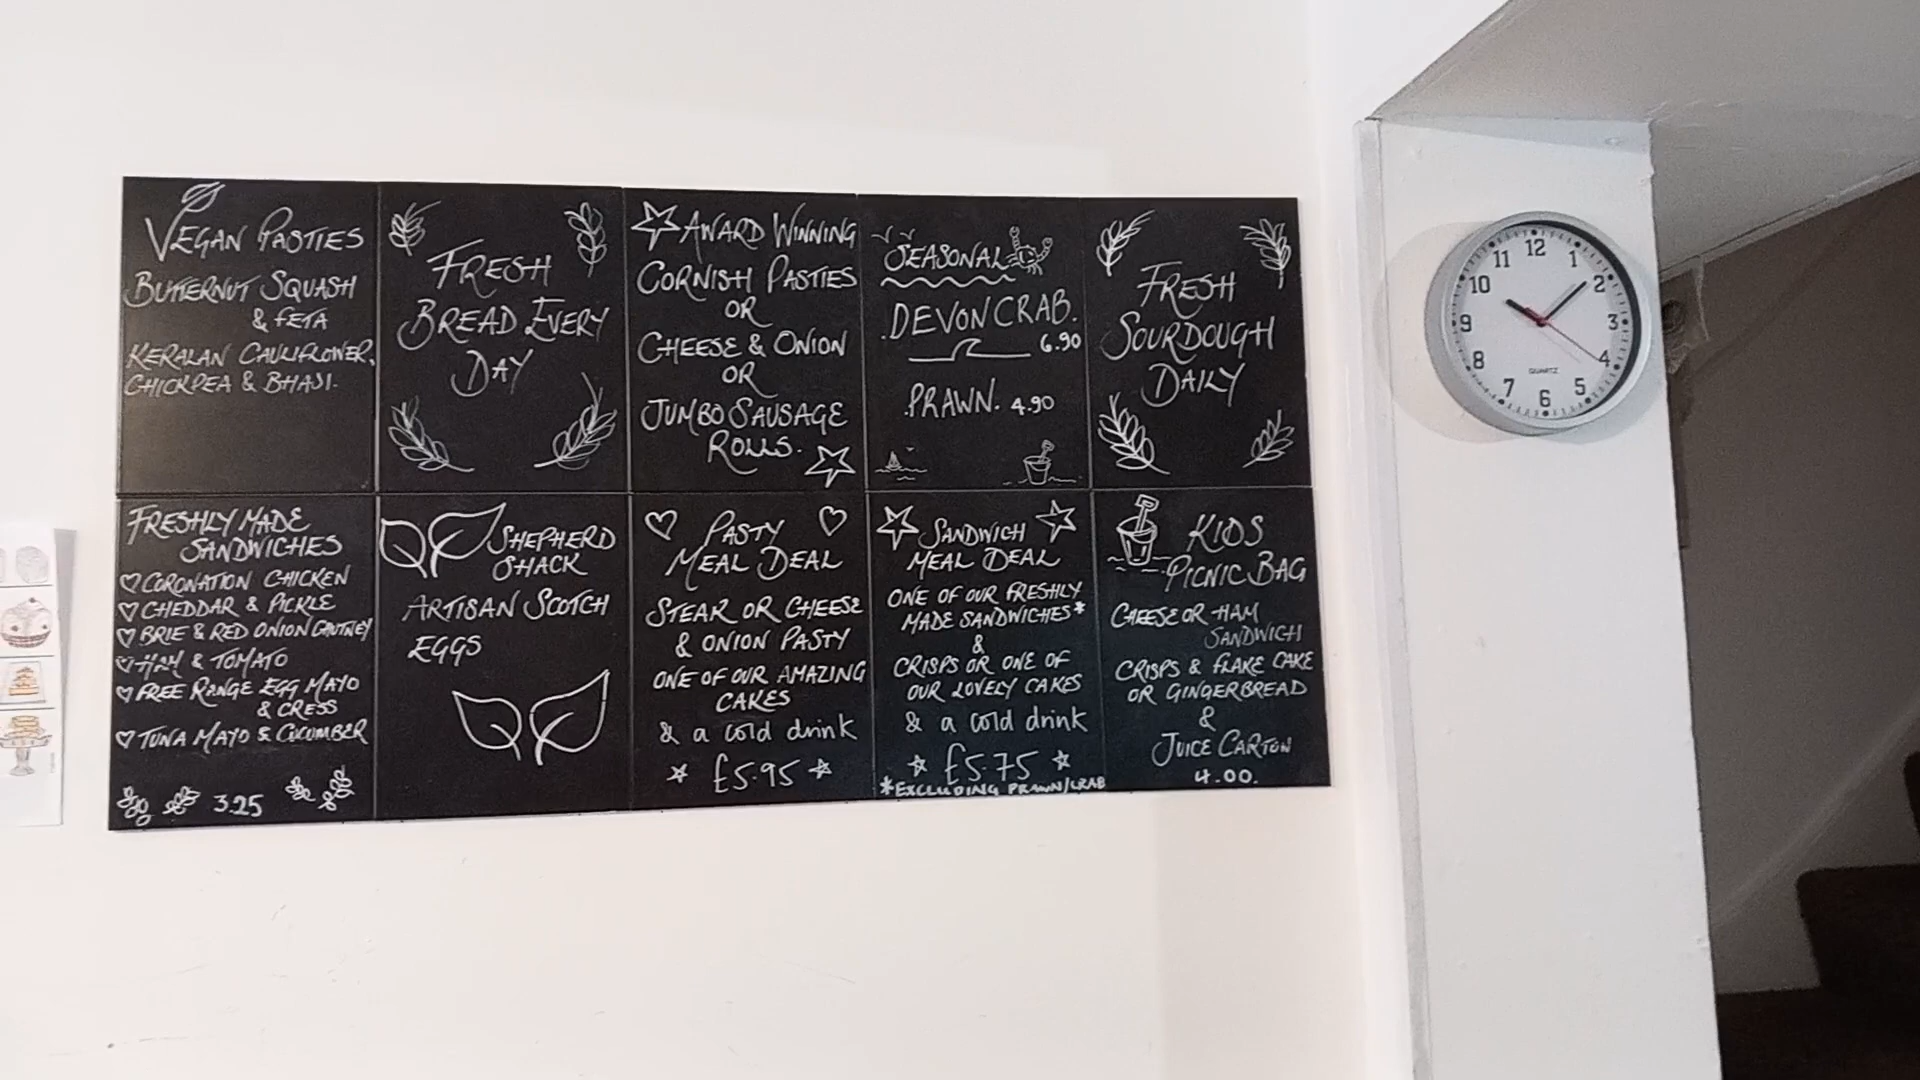 VEGAN PASTIES
BUTTERNUT SQUASH
& FETA
KERALAN CAULIFLOWER,
CHICKPEA & BHAJI.
FRESH
BREAD EVERY
DAY
AWARD WINNING
CORNISH PASTIES
OR
CHEESE & ONION
OR
JUMBO SAUSAGE
ROLLS.
SEASONAL
.DEVON CRAB.
6.90
.PRAWN. 4.90
FRESH
SOURDOUGH
DAILY
FRESHLY MADE
SANDWICHES
CORONATION CHICKEN
CHEDDAR & PICKLE
BRIE & RED ONION
HAM & TOMATO
FREE RANGE EGG MAYO
& CRESS
TUNA MAYO & CUCUMBER
3.25
SHEPHERD
SHACK
ARTISAN SCOTCH
EGGS
PASTY
MEAL DEAL
STEAK OR CHEESE
& ONION PASTY
ONE OF OUR AMAZING
CAKES
& a cold drink
£5.95
SANDWICH
MEAL DEAL
ONE OF OUR FRESHLY
MADE SANDWICHES*
&
CRISPS OR ONE OF
OUR LOVELY CAKES
& a cold drink
£5.75
*EXCLUDING PRAWN/CRAB
KIDS
PICNIC BAG
CHEESE OR HAM
SANDWICH
CRISPS & FLAKE CAKE
OR GINGERBREAD
&
JUICE CARTON
4.00.
12
1
2
3
4
5
6
7
8
9
10
11
QUARTZ